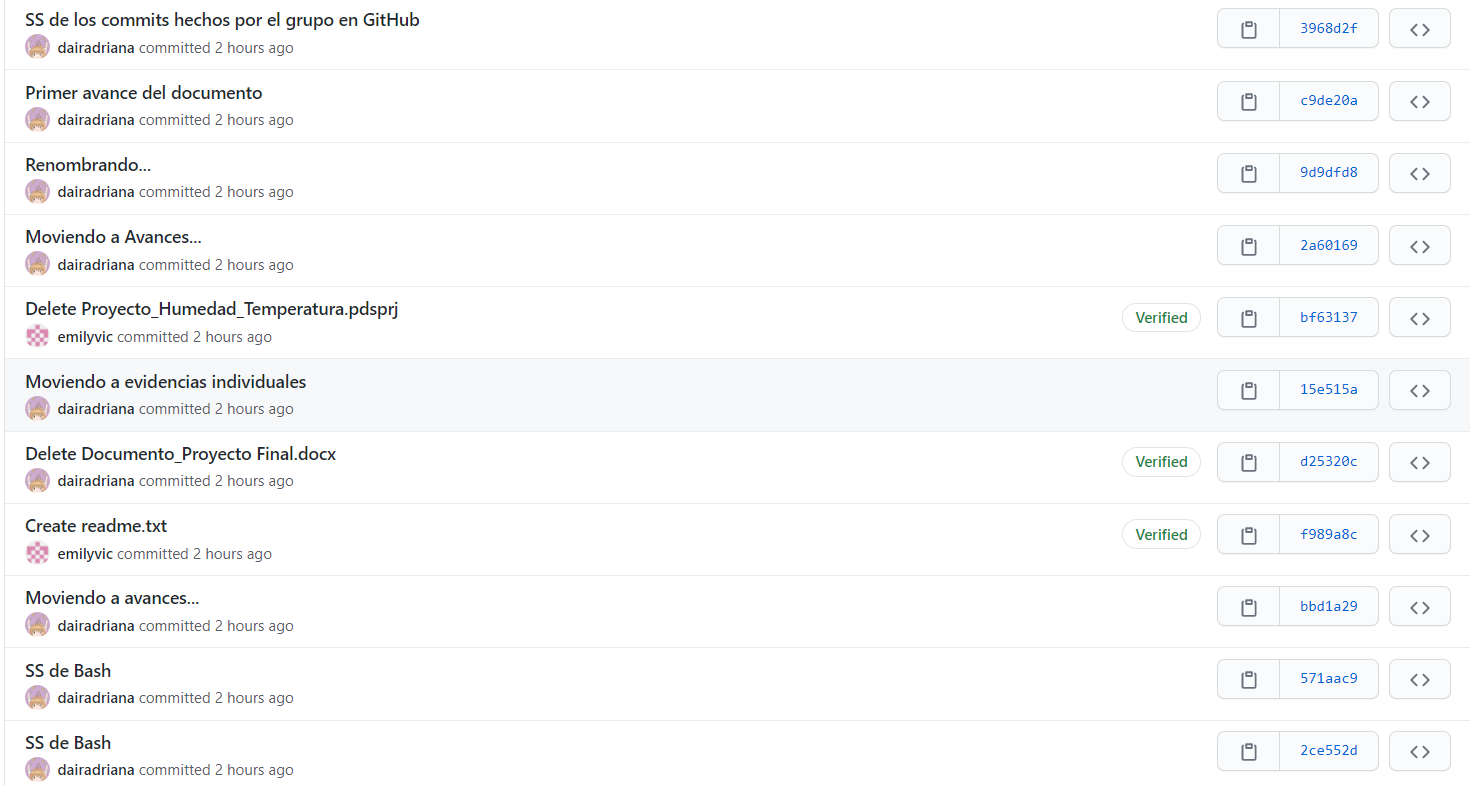 SS de los commits hechos por el grupo en GitHub
dairadriana committed 2 hours ago
3968d2f
Primer avance del documento
dairadriana committed 2 hours ago
c9de20a
Renombrando...
dairadriana committed 2 hours ago
9d9dfd8
Moviendo a Avances...
dairadriana committed 2 hours ago
2a60169
Delete Proyecto_Humedad_Temperatura.pdsprj
emilyvic committed 2 hours ago
Verified
bf63137
Moviendo a evidencias individuales
dairadriana committed 2 hours ago
15e515a
Delete Documento_Proyecto Final.docx
dairadriana committed 2 hours ago
Verified
d25320c
Create readme.txt
emilyvic committed 2 hours ago
Verified
f989a8c
Moviendo a avances...
dairadriana committed 2 hours ago
bbd1a29
SS de Bash
dairadriana committed 2 hours ago
571aac9
SS de Bash
dairadriana committed 2 hours ago
2ce552d